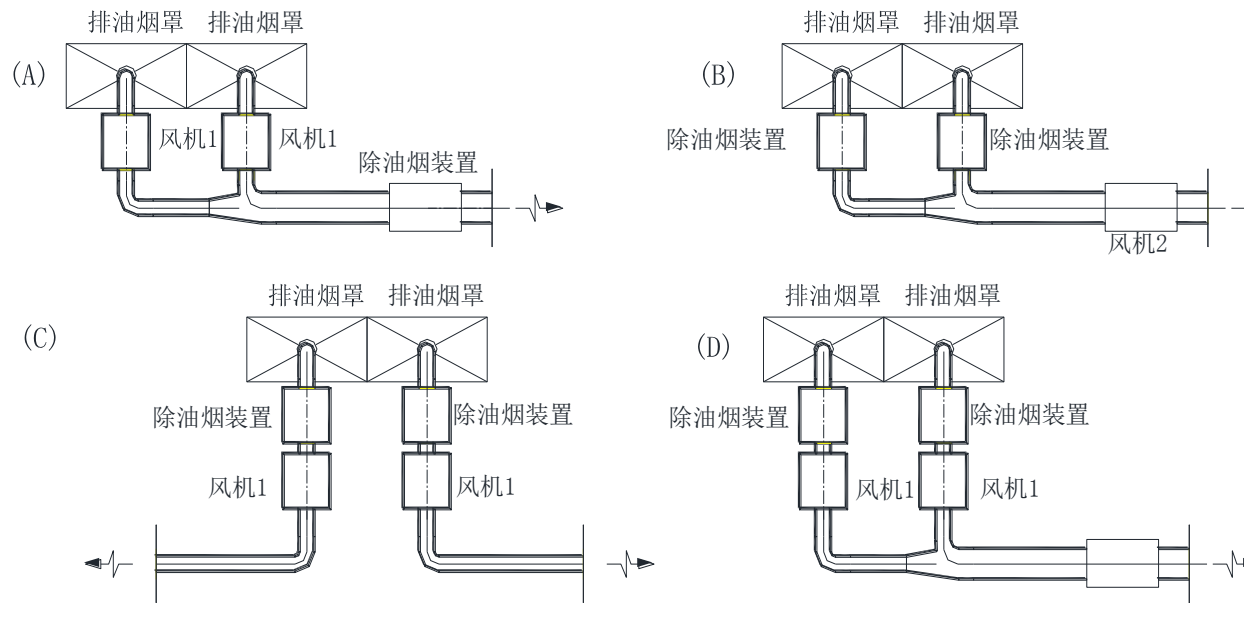 排油烟罩 排油烟罩
(A)
风机1 风机1
除油烟装置
排油烟罩 排油烟罩
(B)
除油烟装置 除油烟装置
风机2
排油烟罩 排油烟罩
(C)
除油烟装置 除油烟装置
风机1 风机1
排油烟罩 排油烟罩
(D)
除油烟装置 除油烟装置
风机1 风机1